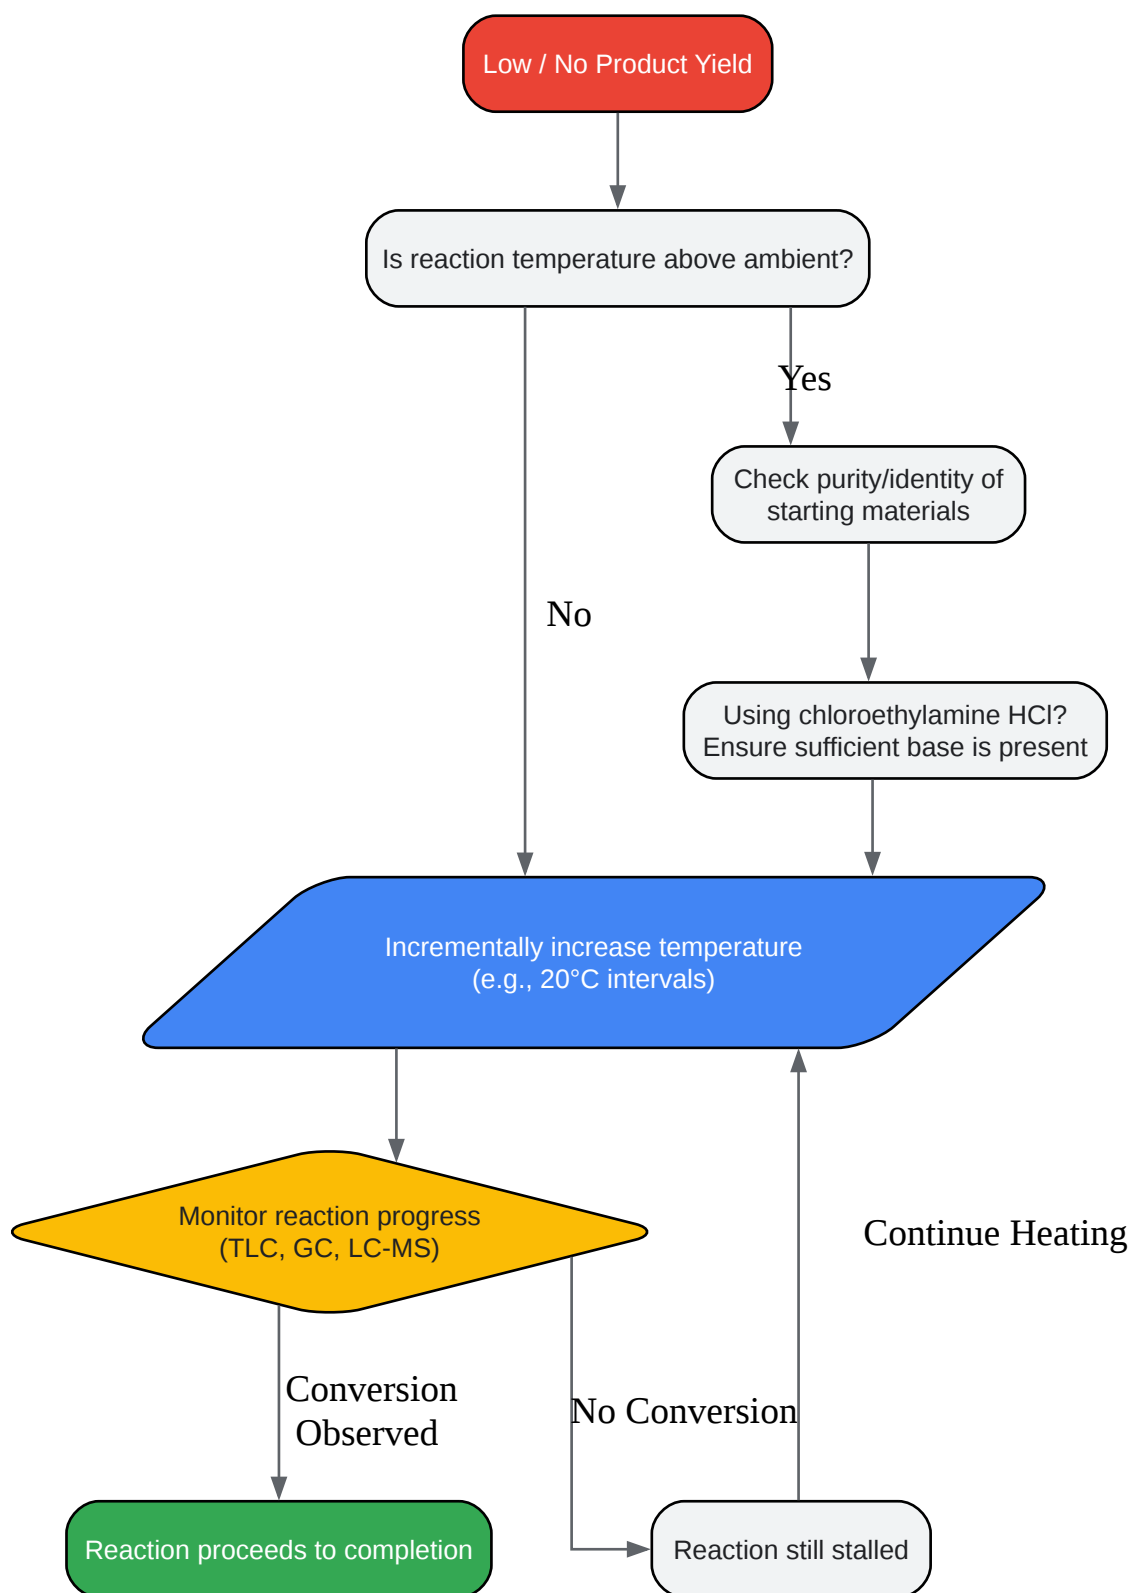 Low / No Product Yield
Is reaction temperature above ambient?
Yes
Check purity/identity of
starting materials
No
Using chloroethylamine HCl?
Ensure sufficient base is present
Incrementally increase temperature
(e.g., 20°C intervals)
Monitor reaction progress
(TLC, GC, LC-MS)
Continue Heating
Conversion
Observed
No Conversion
Reaction proceeds to completion
Reaction still stalled